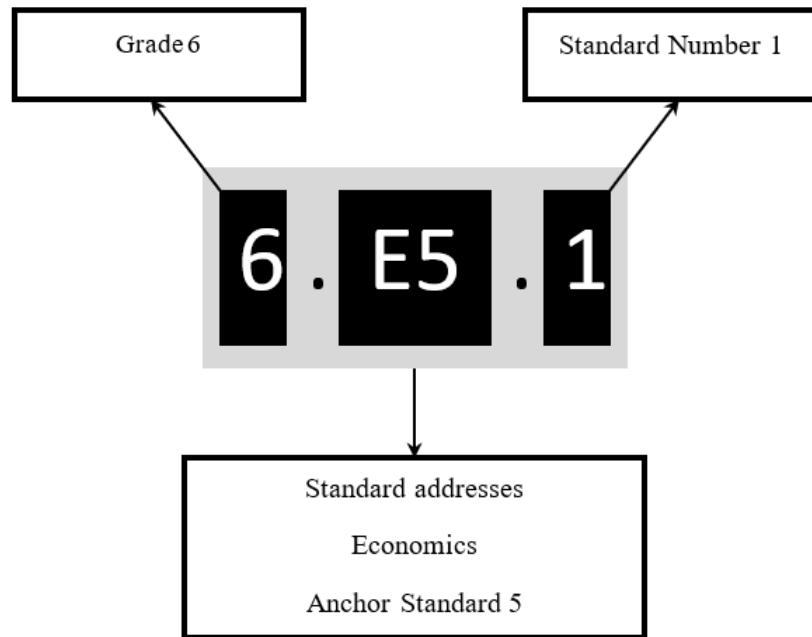 Grade 6
Standard Number 1
6 . E5 . 1
Standard addresses
Economics
Anchor Standard 5